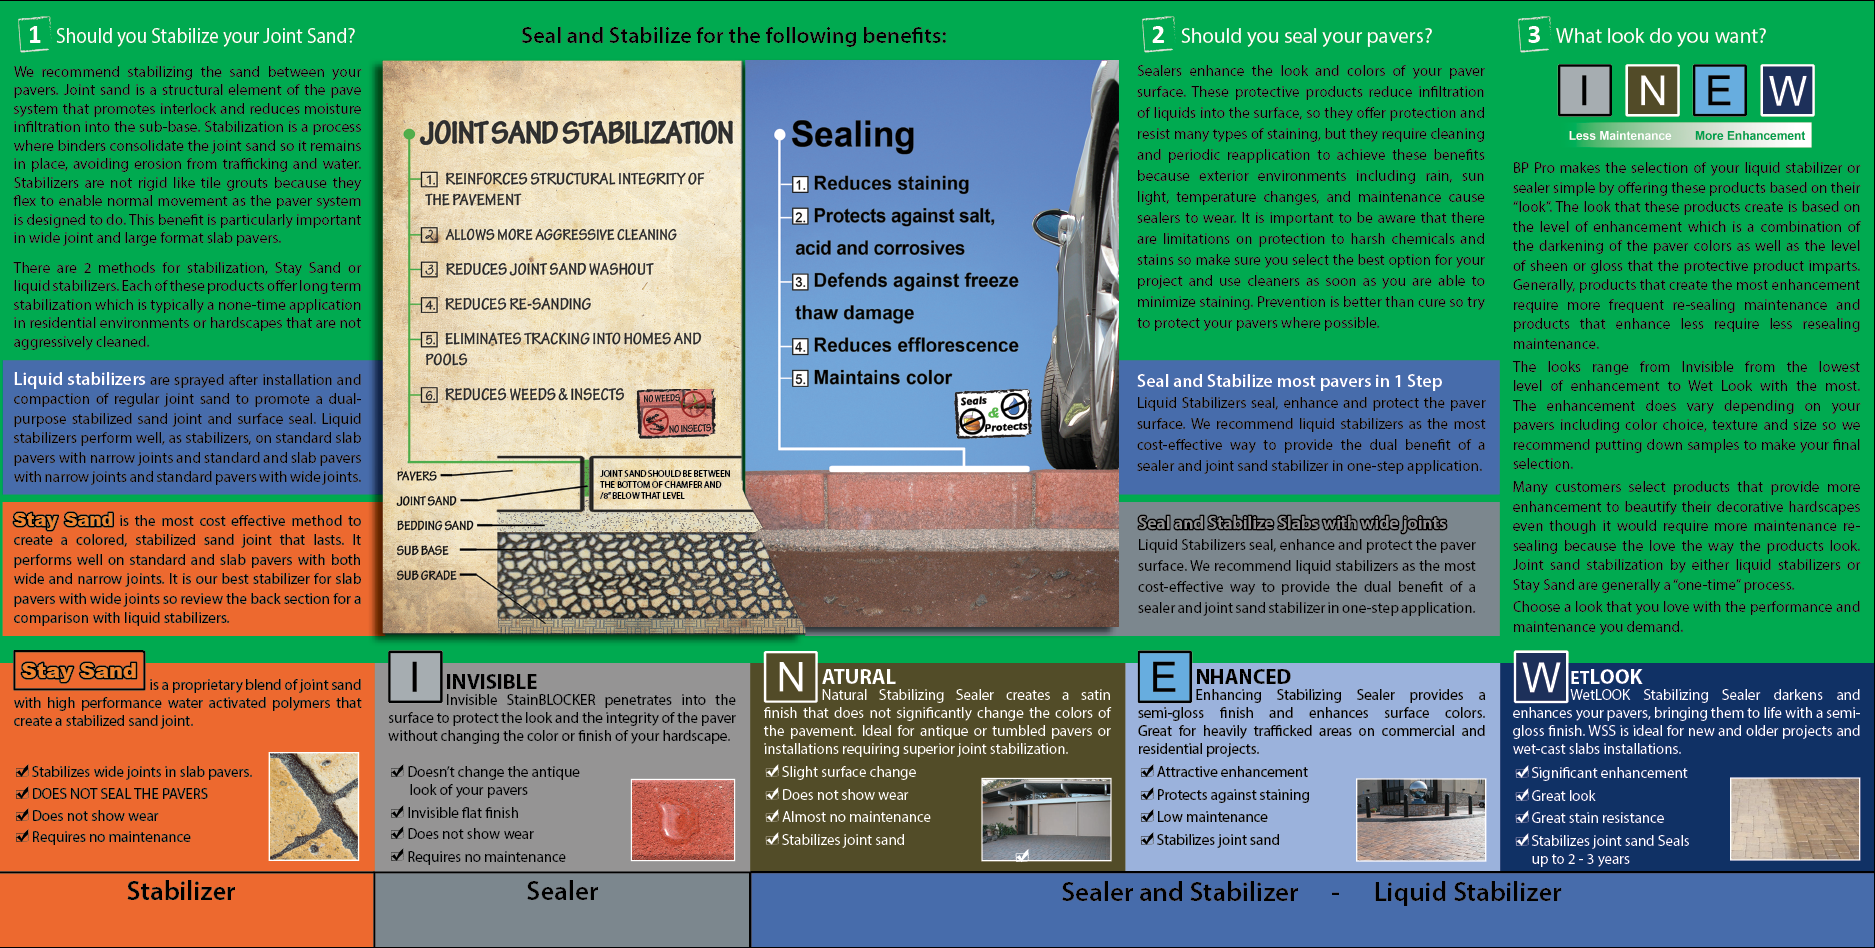 1 Should you Stabilize your Joint Sand?
We recommend stabilizing the sand between your
pavers. Joint sand is a structural element of the pave
system that promotes interlock and reduces moisture
infiltration into the sub-base. Stabilization is a process
where binders consolidate the joint sand so it remains
in place, avoiding erosion from trafficking and water.
Stabilizers are not rigid like tile grouts because they
flex to enable normal movement as the paver system
is designed to do. This benefit is particularly important
in wide joint and large format slab pavers.
There are 2 methods for stabilization, Stay Sand or
liquid stabilizers. Each of these products offer long term
stabilization which is typically a none-time application
in residential environments or hardscapes that are not
aggressively cleaned.
Liquid stabilizers are sprayed after installation and
compaction of regular joint sand to promote a dual-
purpose stabilized sand joint and surface seal. Liquid
stabilizers perform well, as stabilizers, on standard slab
pavers with narrow joints and standard and slab pavers
with narrow joints and standard pavers with wide joints.
Stay Sand is the most cost effective method to
create a colored, stabilized sand joint that lasts. It
performs well on standard and slab pavers with both
wide and narrow joints. It is our best stabilizer for slab
pavers with wide joints so review the back section for a
comparison with liquid stabilizers.
Seal and Stabilize for the following benefits:
JOINT SAND STABILIZATION
1. REINFORCES STRUCTURAL INTEGRITY OF
THE PAVEMENT
2. ALLOWS MORE AGGRESSIVE CLEANING
3. REDUCES JOINT SAND WASHOUT
4. REDUCES RE-SANDING
5. ELIMINATES TRACKING INTO HOMES AND
POOLS
6. REDUCES WEEDS & INSECTS
NO WEEDS
NO INSECTS
PAVERS
JOINT SAND
BEDDING SAND
SUB BASE
SUB GRADE
JOINT SAND SHOULD BE BETWEEN
THE BOTTOM OF CHAMFER AND
/8" BELOW THAT LEVEL
Sealing
1. Reduces staining
2. Protects against salt,
acid and corrosives
3. Defends against freeze
thaw damage
4. Reduces efflorescence
5. Maintains color
Seals
&
Protects
2 Should you seal your pavers?
Sealers enhance the look and colors of your paver
surface. These protective products reduce infiltration
of liquids into the surface, so they offer protection and
resist many types of staining, but they require cleaning
and periodic reapplication to achieve these benefits
because exterior environments including rain, sun
light, temperature changes, and maintenance cause
sealers to wear. It is important to be aware that there
are limitations on protection to harsh chemicals and
stains so make sure you select the best option for your
project and use cleaners as soon as you are able to
minimize staining. Prevention is better than cure so try
to protect your pavers where possible.
Seal and Stabilize most pavers in 1 Step
Liquid Stabilizers seal, enhance and protect the paver
surface. We recommend liquid stabilizers as the most
cost-effective way to provide the dual benefit of a
sealer and joint sand stabilizer in one-step application.
Seal and Stabilize Slabs with wide joints
Liquid Stabilizers seal, enhance and protect the paver
surface. We recommend liquid stabilizers as the most
cost-effective way to provide the dual benefit of a
sealer and joint sand stabilizer in one-step application.
3 What look do you want?
I N E W
Less Maintenance More Enhancement
BP Pro makes the selection of your liquid stabilizer or
sealer simple by offering these products based on their
“look”. The look that these products create is based on
the level of enhancement which is a combination of
the darkening of the paver colors as well as the level
of sheen or gloss that the protective product imparts.
Generally, products that create the most enhancement
require more frequent re-sealing maintenance and
products that enhance less require less resealing
maintenance.
The looks range from Invisible from the lowest
level of enhancement to Wet Look with the most.
The enhancement does vary depending on your
pavers including color choice, texture and size so we
recommend putting down samples to make your final
selection.
Many customers select products that provide more
enhancement to beautify their decorative hardscapes
even though it would require more maintenance re-
sealing because the love the way the products look.
Joint sand stabilization by either liquid stabilizers or
Stay Sand are generally a “one-time” process.
Choose a look that you love with the performance and
maintenance you demand.
Stay Sand is a proprietary blend of joint sand
with high performance water activated polymers that
create a stabilized sand joint.
Stabilizes wide joints in slab pavers.
DOES NOT SEAL THE PAVERS
Does not show wear
Requires no maintenance
I INVISIBLE
Invisible StainBLOCKER penetrates into the
surface to protect the look and the integrity of the paver
without changing the color or finish of your hardscape.
Doesn't change the antique
look of your pavers
Invisible flat finish
Does not show wear
Requires no maintenance
N ATURAL
Natural Stabilizing Sealer creates a satin
finish that does not significantly change the colors of
the pavement. Ideal for antique or tumbled pavers or
installations requiring superior joint stabilization.
Slight surface change
Does not show wear
Almost no maintenance
Stabilizes joint sand
E NHANCED
Enhancing Stabilizing Sealer provides a
semi-gloss finish and enhances surface colors.
Great for heavily trafficked areas on commercial and
residential projects.
Attractive enhancement
Protects against staining
Low maintenance
Stabilizes joint sand
W ETLOOK
WetLOOK Stabilizing Sealer darkens and
enhances your pavers, bringing them to life with a semi-
gloss finish. WSS is ideal for new and older projects and
wet-cast slabs installations.
Significant enhancement
Great look
Great stain resistance
Stabilizes joint sand Seals
up to 2 - 3 years
Stabilizer
Sealer
Sealer and Stabilizer - Liquid Stabilizer